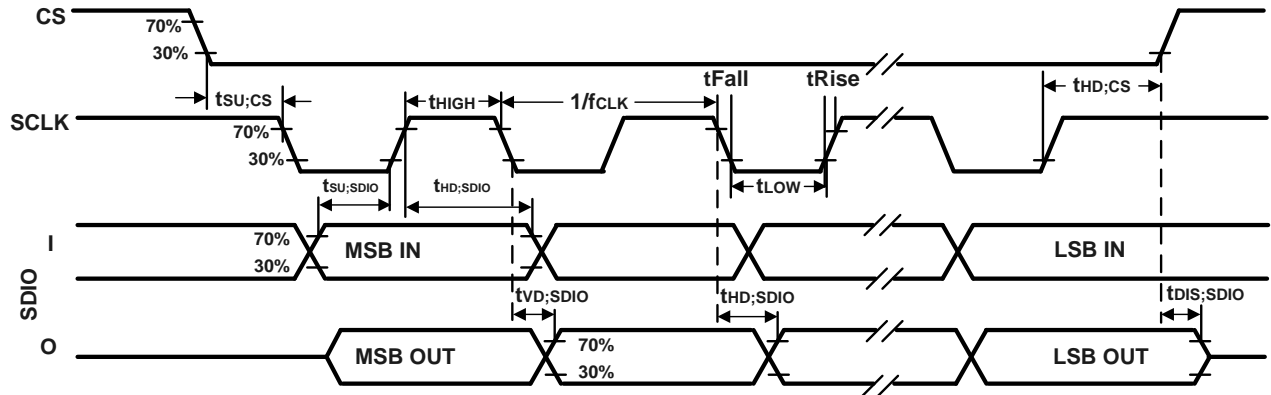 CS
70%
30%
tFall
tRise
tSU;CS
tHIGH
1/fCLK
tHD;CS
SCLK
70%
30%
tLOW
tSU;SDIO
tHD;SDIO
I
70%
MSB IN
LSB IN
30%
SDIO
tVD;SDIO
tHD;SDIO
tDIS;SDIO
O
MSB OUT
70%
30%
LSB OUT